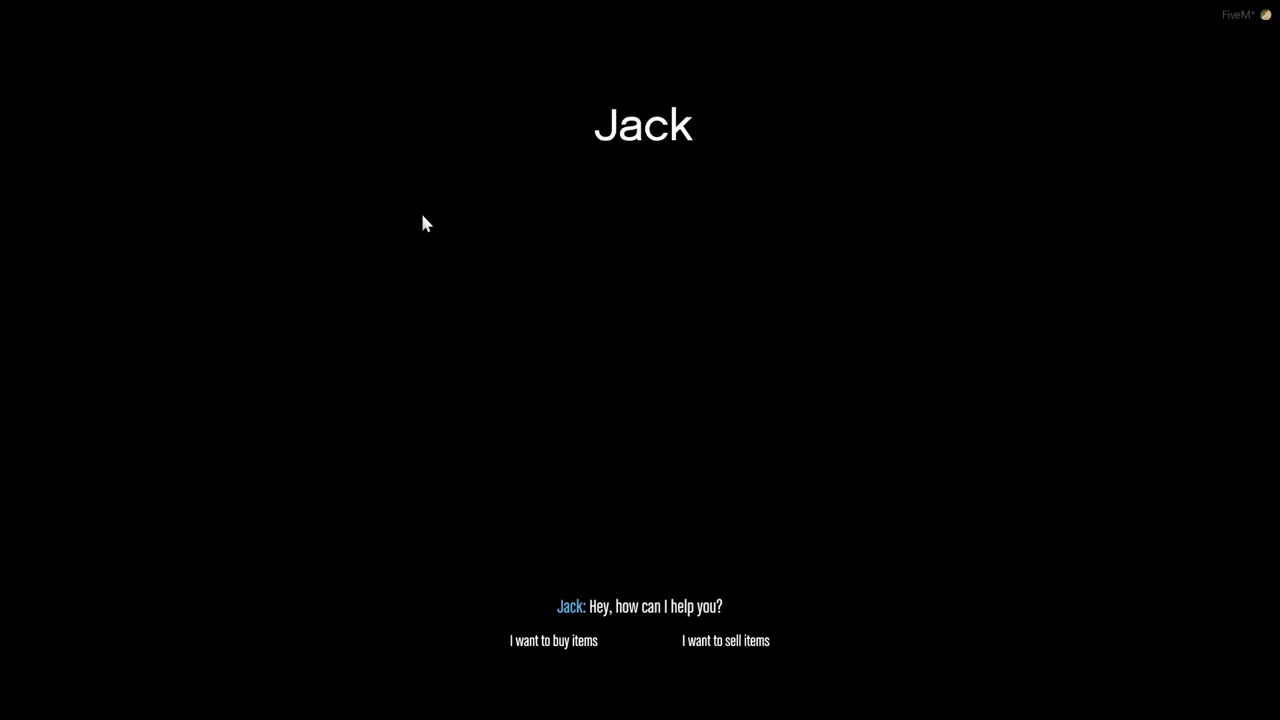 FiveM*
Jack
Jack: Hey, how can I help you?
I want to buy items
I want to sell items